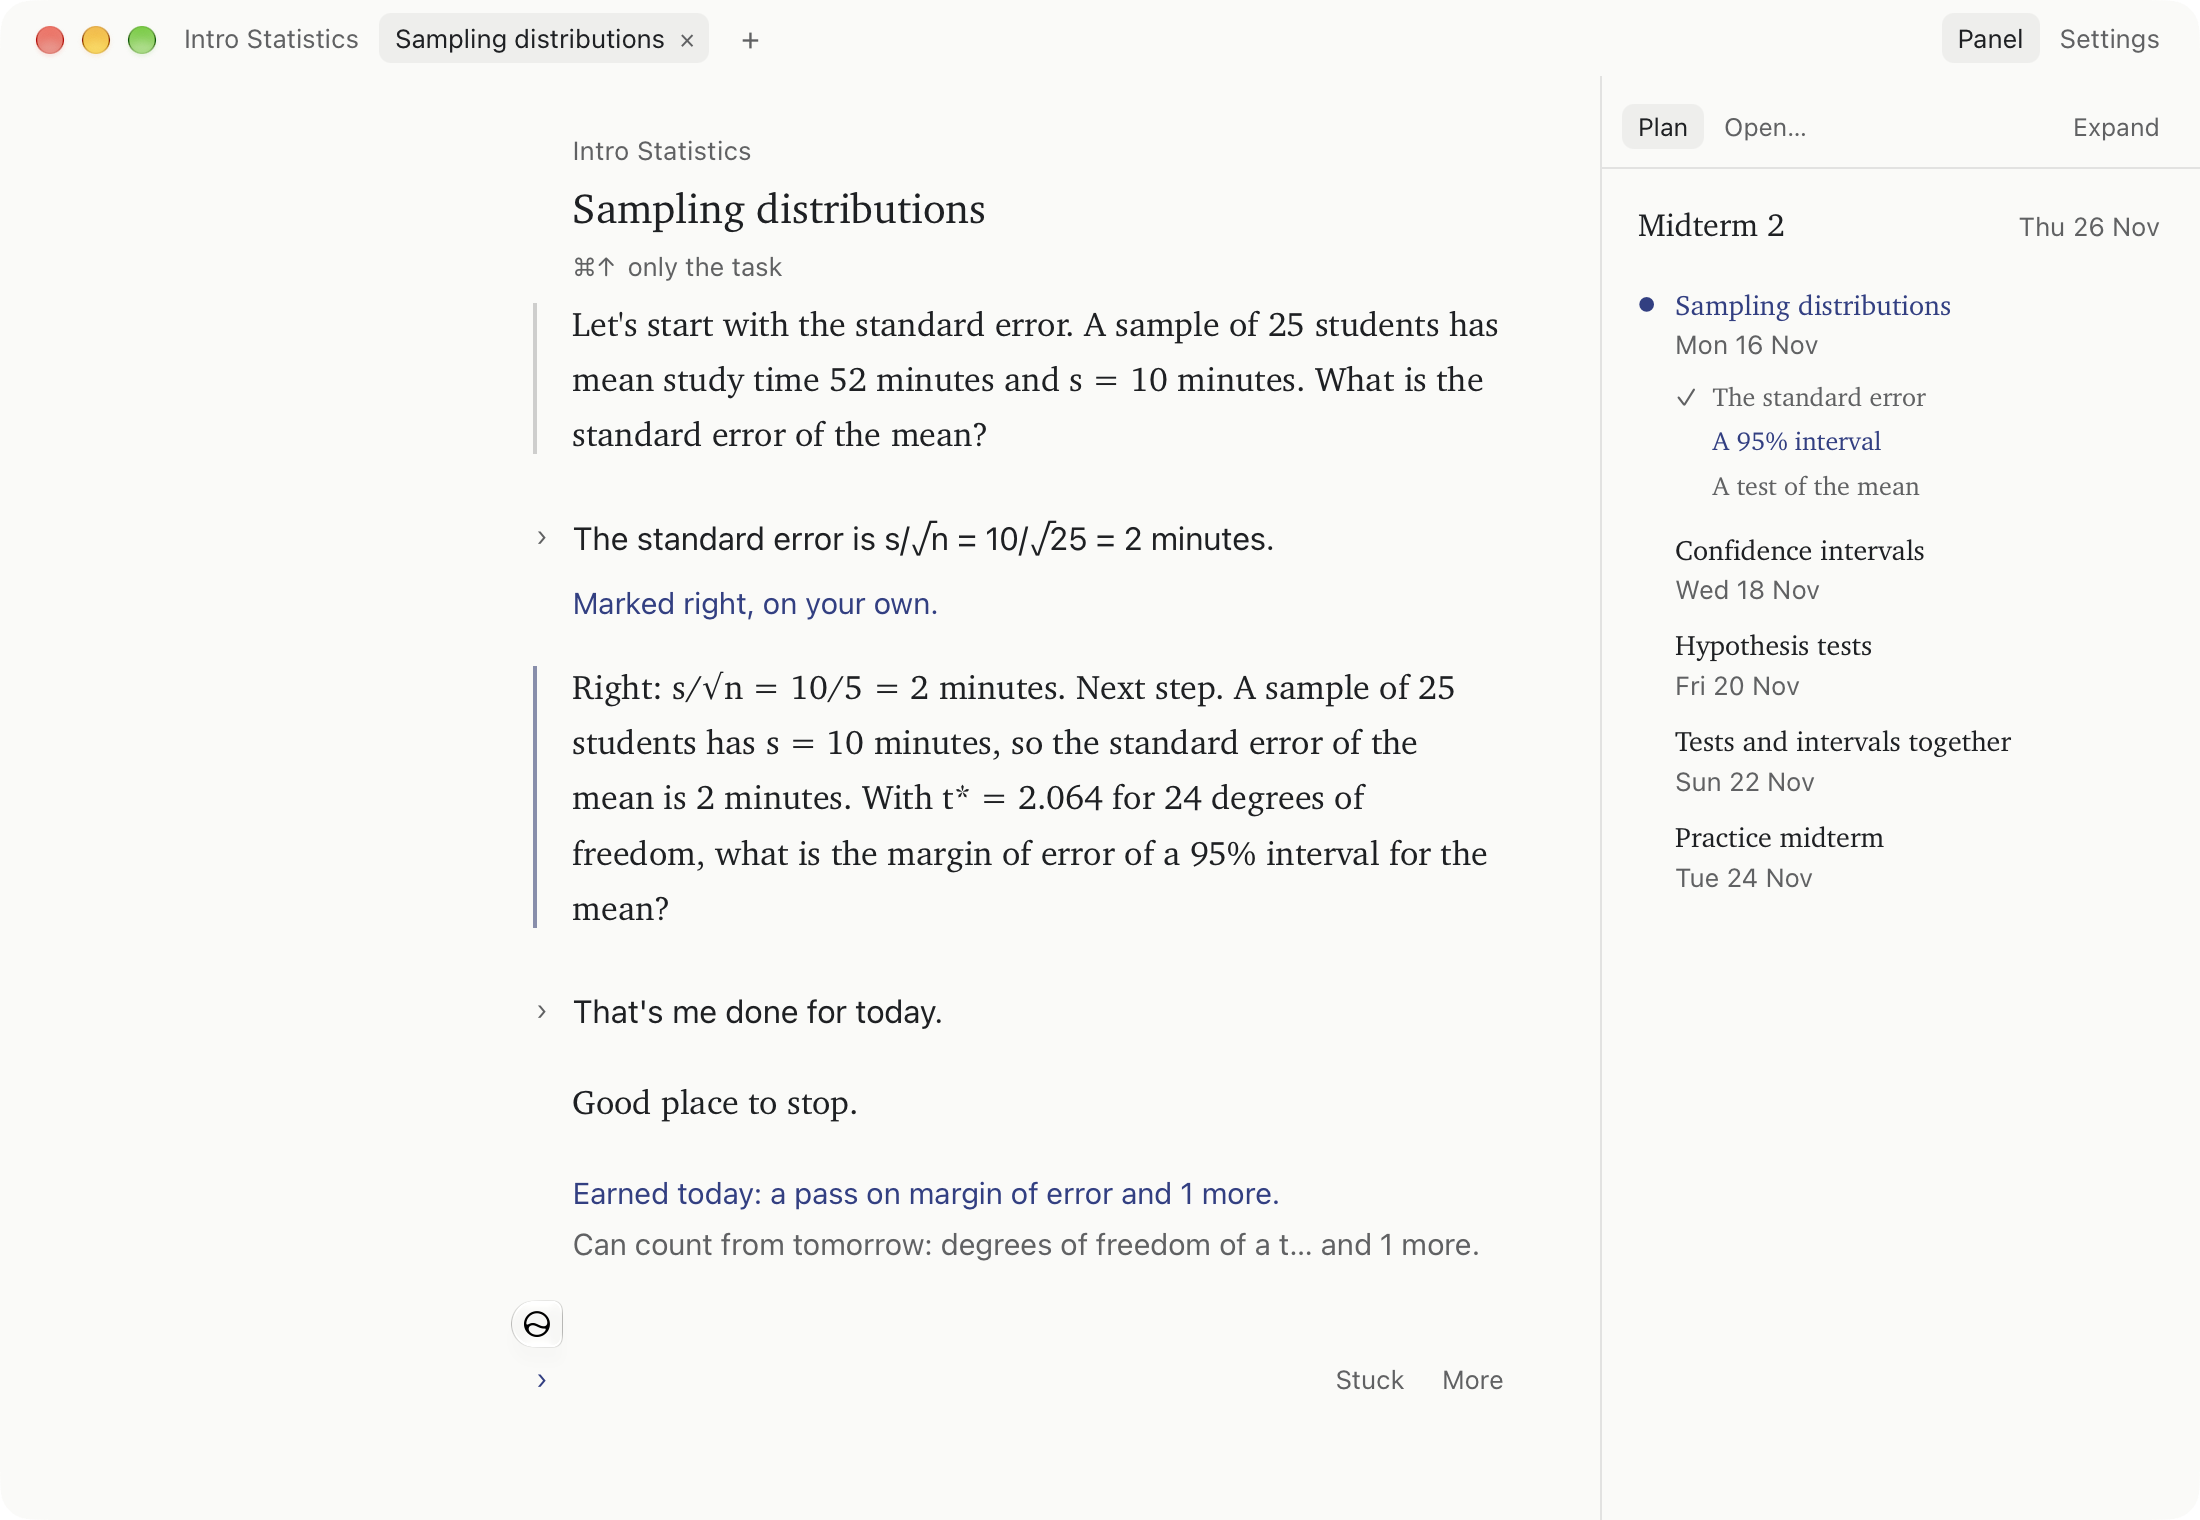 Intro Statistics
Sampling distributions ×
+
Panel
Settings
Plan
Open...
Expand
Intro Statistics
Sampling distributions
⌘↑ only the task
Let's start with the standard error. A sample of 25 students has
mean study time 52 minutes and s = 10 minutes. What is the
standard error of the mean?
› The standard error is s/√n = 10/√25 = 2 minutes.
Marked right, on your own.
Right: s/√n = 10/5 = 2 minutes. Next step. A sample of 25
students has s = 10 minutes, so the standard error of the
mean is 2 minutes. With t* = 2.064 for 24 degrees of
freedom, what is the margin of error of a 95% interval for the
mean?
› That's me done for today.
Good place to stop.
Earned today: a pass on margin of error and 1 more.
Can count from tomorrow: degrees of freedom of a t... and 1 more.
›
Stuck
More
Midterm 2
Thu 26 Nov
Sampling distributions
Mon 16 Nov
✓ The standard error
A 95% interval
A test of the mean
Confidence intervals
Wed 18 Nov
Hypothesis tests
Fri 20 Nov
Tests and intervals together
Sun 22 Nov
Practice midterm
Tue 24 Nov